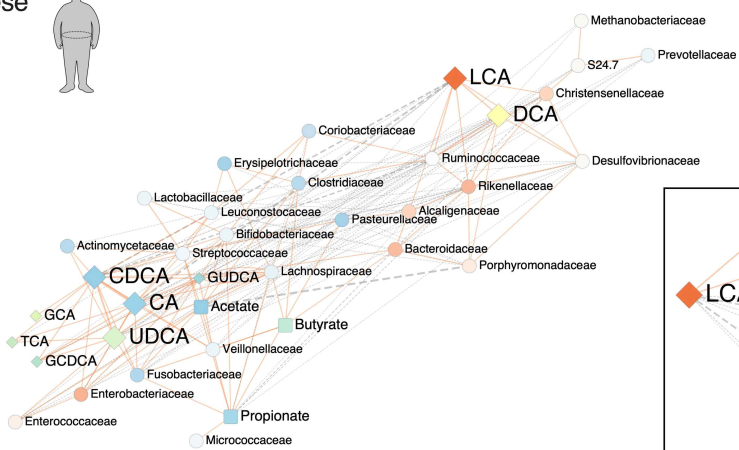 ese
Methanobacteriaceae
Prevotellaceae
S24.7
LCA
Christensenellaceae
DCA
Coriobacteriaceae
Erysipelotrichaceae
Ruminococcaceae
Desulfovibrionaceae
Clostridiaceae
Rikenellaceae
Lactobacillaceae
Leuconostocaceae
Alcaligenaceae
Pasteurellaceae
Bifidobacteriaceae
Actinomycetaceae
Streptococcaceae
Bacteroidaceae
Porphyromonadaceae
CDCA
GUDCA
Lachnospiraceae
CA
Acetate
LCA
GCA
Butyrate
TCA
UDCA
Veillonellaceae
GCDCA
Fusobacteriaceae
Enterobacteriaceae
Enterococcaceae
Propionate
Micrococcaceae